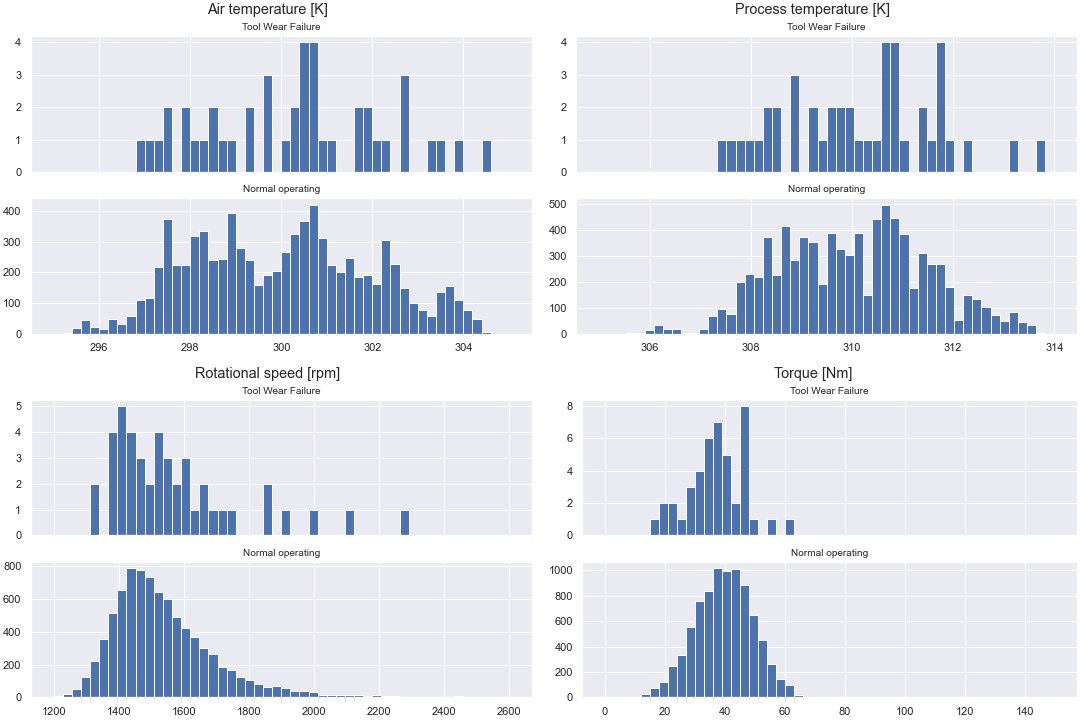 Air temperature [K]
Tool Wear Failure
4
3
2
1
0
Normal operating
400
300
200
100
0
296 298 300 302 304
Process temperature [K]
Tool Wear Failure
4
3
2
1
0
Normal operating
500
400
300
200
100
0
306 308 310 312 314
Rotational speed [rpm]
Tool Wear Failure
5
4
3
2
1
0
Normal operating
800
600
400
200
0
1200 1400 1600 1800 2000 2200 2400 2600
Torque [Nm]
Tool Wear Failure
8
6
4
2
0
Normal operating
1000
800
600
400
200
0
0 20 40 60 80 100 120 140